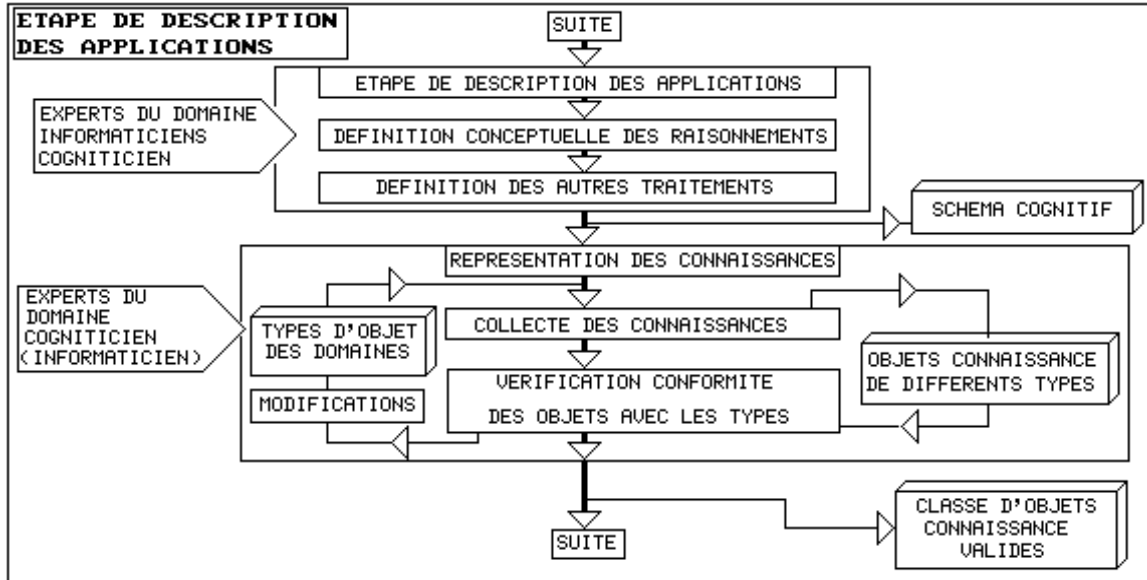 ETAPE DE DESCRIPTION
DES APPLICATIONS
SUITE
ETAPE DE DESCRIPTION DES APPLICATIONS
EXPERTS DU DOMAINE
INFORMATICIENS
COGNITICIEN
DEFINITION CONCEPTUELLE DES RAISONNEMENTS
DEFINITION DES AUTRES TRAITEMENTS
SCHEMA COGNITIF
REPRESENTATION DES CONNAISSANCES
EXPERTS DU
DOMAINE
COGNITICIEN
(INFORMATICIEN)
TYPES D'OBJET
DES DOMAINES
COLLECTE DES CONNAISSANCES
OBJETS CONNAISSANCE
DE DIFFERENTS TYPES
MODIFICATIONS
VERIFICATION CONFORMITE
DES OBJETS AVEC LES TYPES
CLASSE D'OBJETS
CONNAISSANCE
VALIDES
SUITE